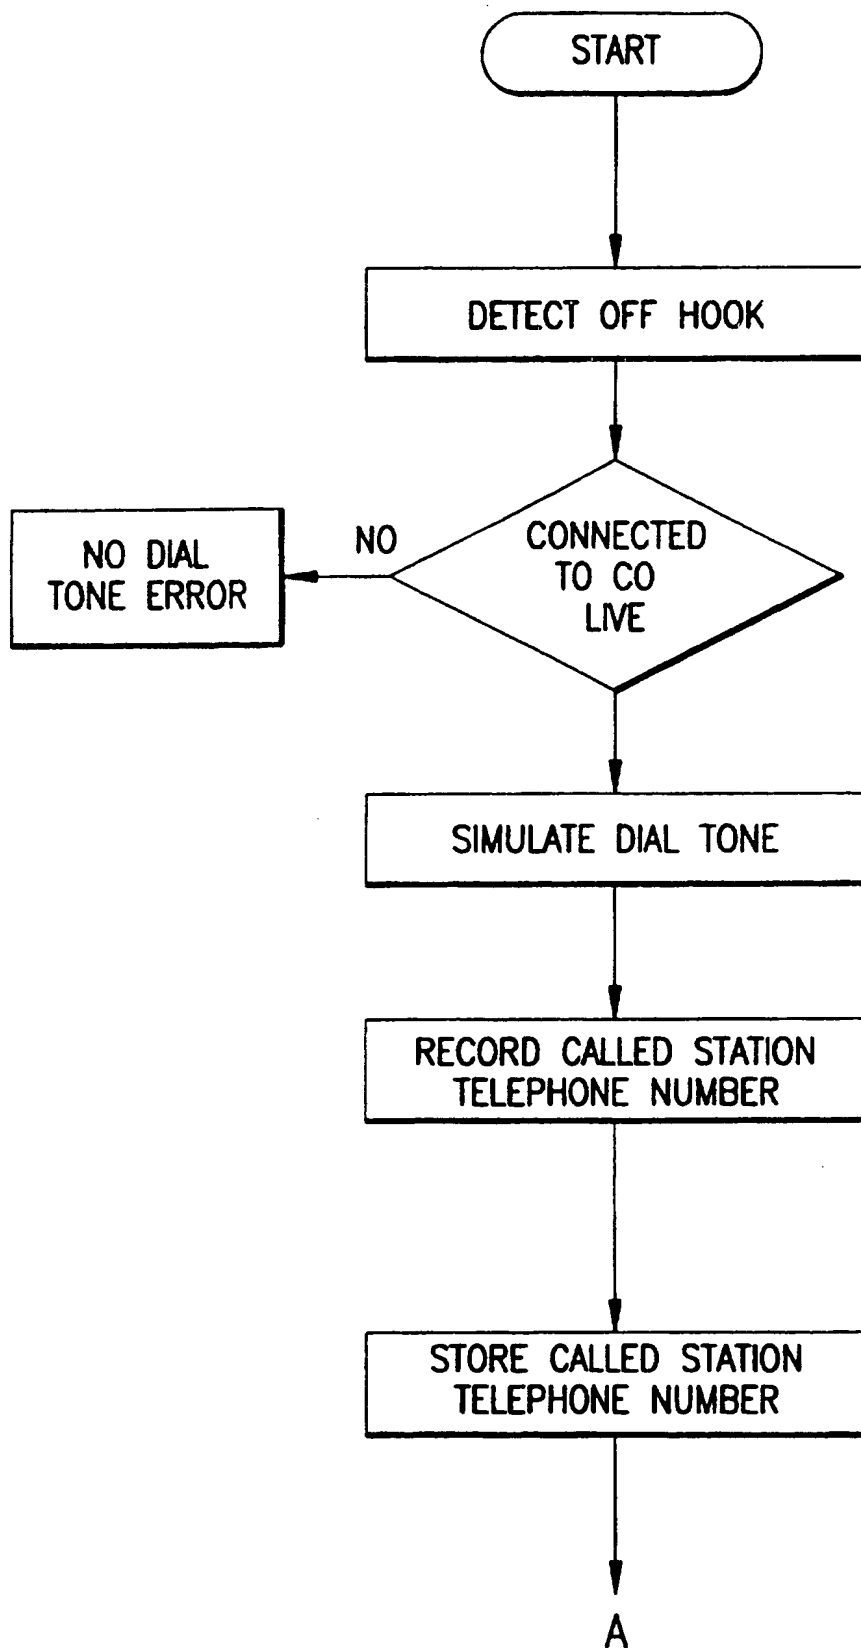 START
DETECT OFF HOOK
CONNECTED
TO CO
LIVE
NO
NO DIAL
TONE ERROR
SIMULATE DIAL TONE
RECORD CALLED STATION
TELEPHONE NUMBER
STORE CALLED STATION
TELEPHONE NUMBER
A